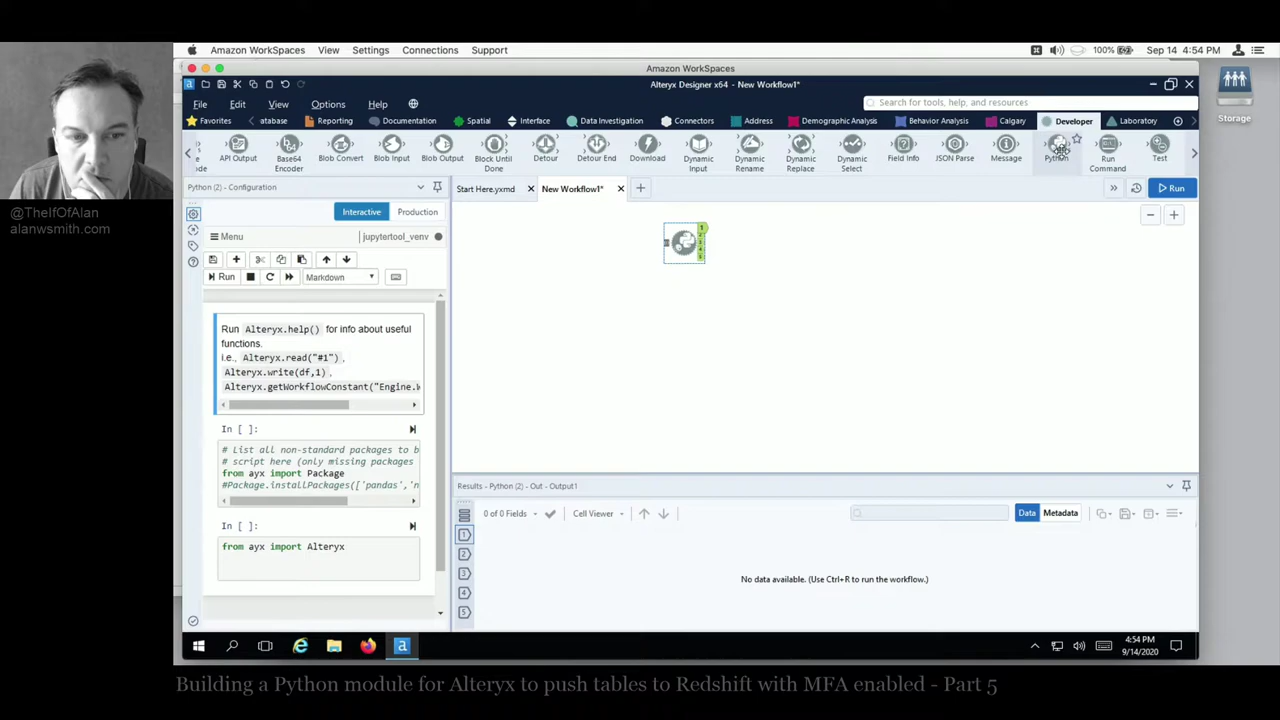 Amazon WorkSpaces View Settings Connections Support 100% Sep 14 4:54 PM
Amazon WorkSpaces
Alteryx Designer x64 - New Workflow1*
File Edit View Options Help Search for tools, help, and resources
Favorites atabase Reporting Documentation Spatial Interface Data Investigation Connectors Address Demographic Analysis Behavior Analysis Calgary Developer Laboratory
API Output Base64 Encoder Blob Convert Blob Input Blob Output Block Until Done Detour Detour End Download Dynamic Input Dynamic Rename Dynamic Replace Dynamic Select Field Info JSON Parse Message Python Run Command Test
Python (2) - Configuration
Start Here.yxmd New Workflow1* Run
Interactive Production
Menu jupytertool_venv
Run Markdown
Run Alteryx.help() for info about useful
functions.
i.e., Alteryx.read("#1") ,
Alteryx.write(df,1) ,
Alteryx.getWorkflowConstant("Engine.W
In [ ]:
# List all non-standard packages to b
# script here (only missing packages
from ayx import Package
#Package.installPackages(['pandas','n
In [ ]:
from ayx import Alteryx
1
Results - Python (2) - Out - Output1
0 of 0 Fields Cell Viewer Data Metadata
1
2
3
4
5
No data available. (Use Ctrl+R to run the workflow.)
4:54 PM
9/14/2020
Storage
@TheIfOfAlan
alanwsmith.com
Building a Python module for Alteryx to push tables to Redshift with MFA enabled - Part 5